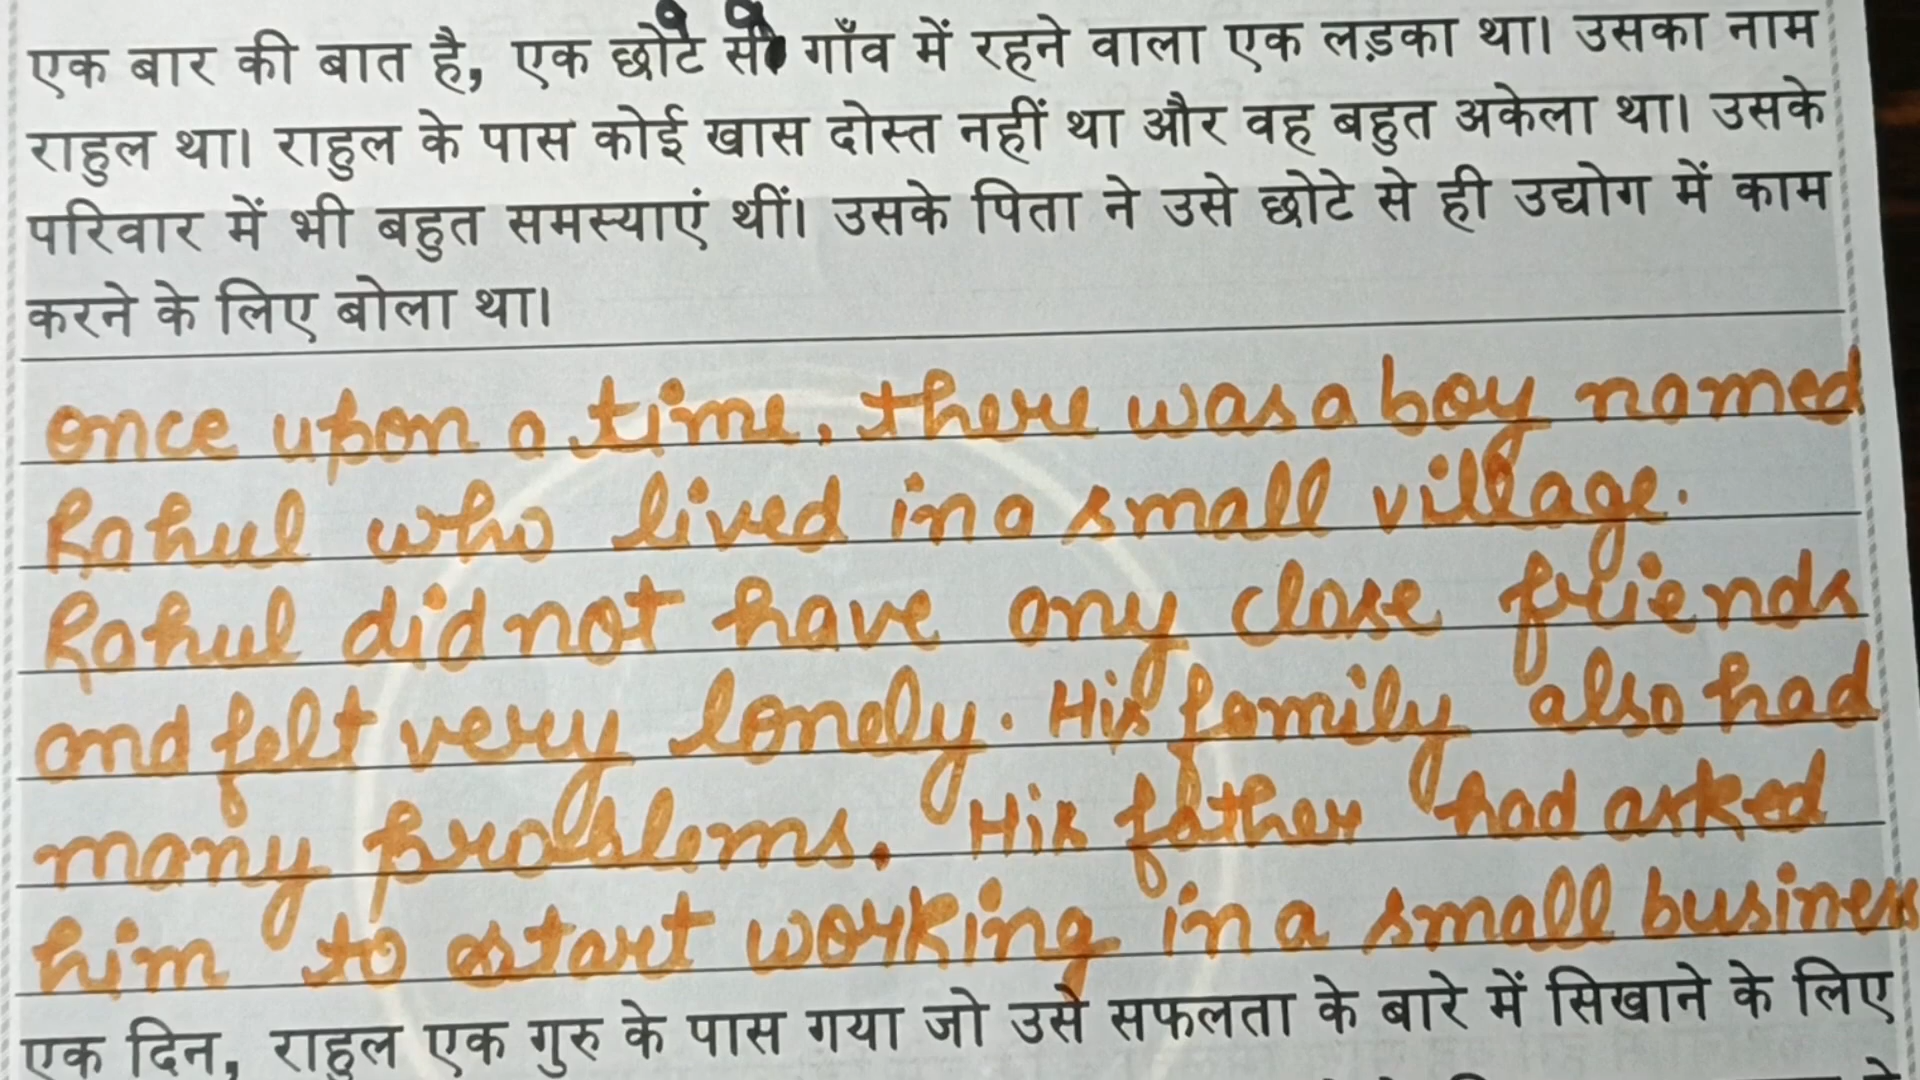 एक बार की बात है, एक छोटे से गाँव में रहने वाला एक लड़का था। उसका नाम
राहुल था। राहुल के पास कोई खास दोस्त नहीं था और वह बहुत अकेला था। उसके
परिवार में भी बहुत समस्याएं थीं। उसके पिता ने उसे छोटे से ही उद्योग में काम
करने के लिए बोला था।
once upon a time, there was a boy named
Rahul who lived in a small village.
Rahul did not have any close friends
and felt very lonely. His family also had
many problems. His father had asked
him to start working in a small business
एक दिन, राहुल एक गुरु के पास गया जो उसे सफलता के बारे में सिखाने के लिए